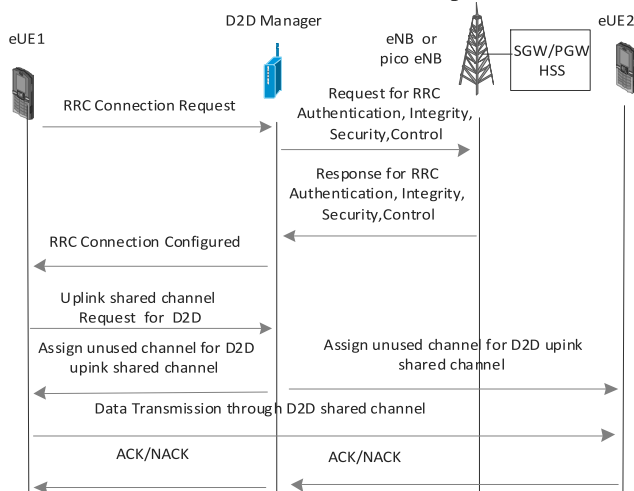 D2D Manager
eUE1
eUE2
eNB or
pico eNB
SGW/PGW
HSS
RRC Connection Request
Request for RRC
Authentication, Integrity,
Security,Control
Response for RRC
Authentication, Integrity,
Security,Control
RRC Connection Configured
Uplink shared channel
Request for D2D
Assign unused channel for D2D
upink shared channel
Assign unused channel for D2D upink
shared channel
Data Transmission through D2D shared channel
ACK/NACK
ACK/NACK